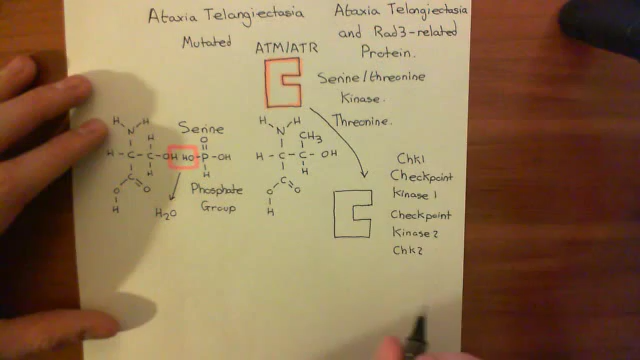 Ataxia Telangiectasia
Mutated
Ataxia Telangiectasia
and Rad3-related
Protein.
ATM/ATR
Serine/threonine
Kinase.
Serine
Threonine.
H H
N
H
H - C - C - OH HO - P - OH
O
H
H
C
O
O
H
H2O
Phosphate
Group
H H
N
CH3
H - C - C - OH
H
C
O
O
H
Chk1
Checkpoint
Kinase 1
Checkpoint
Kinase 2
Chk2